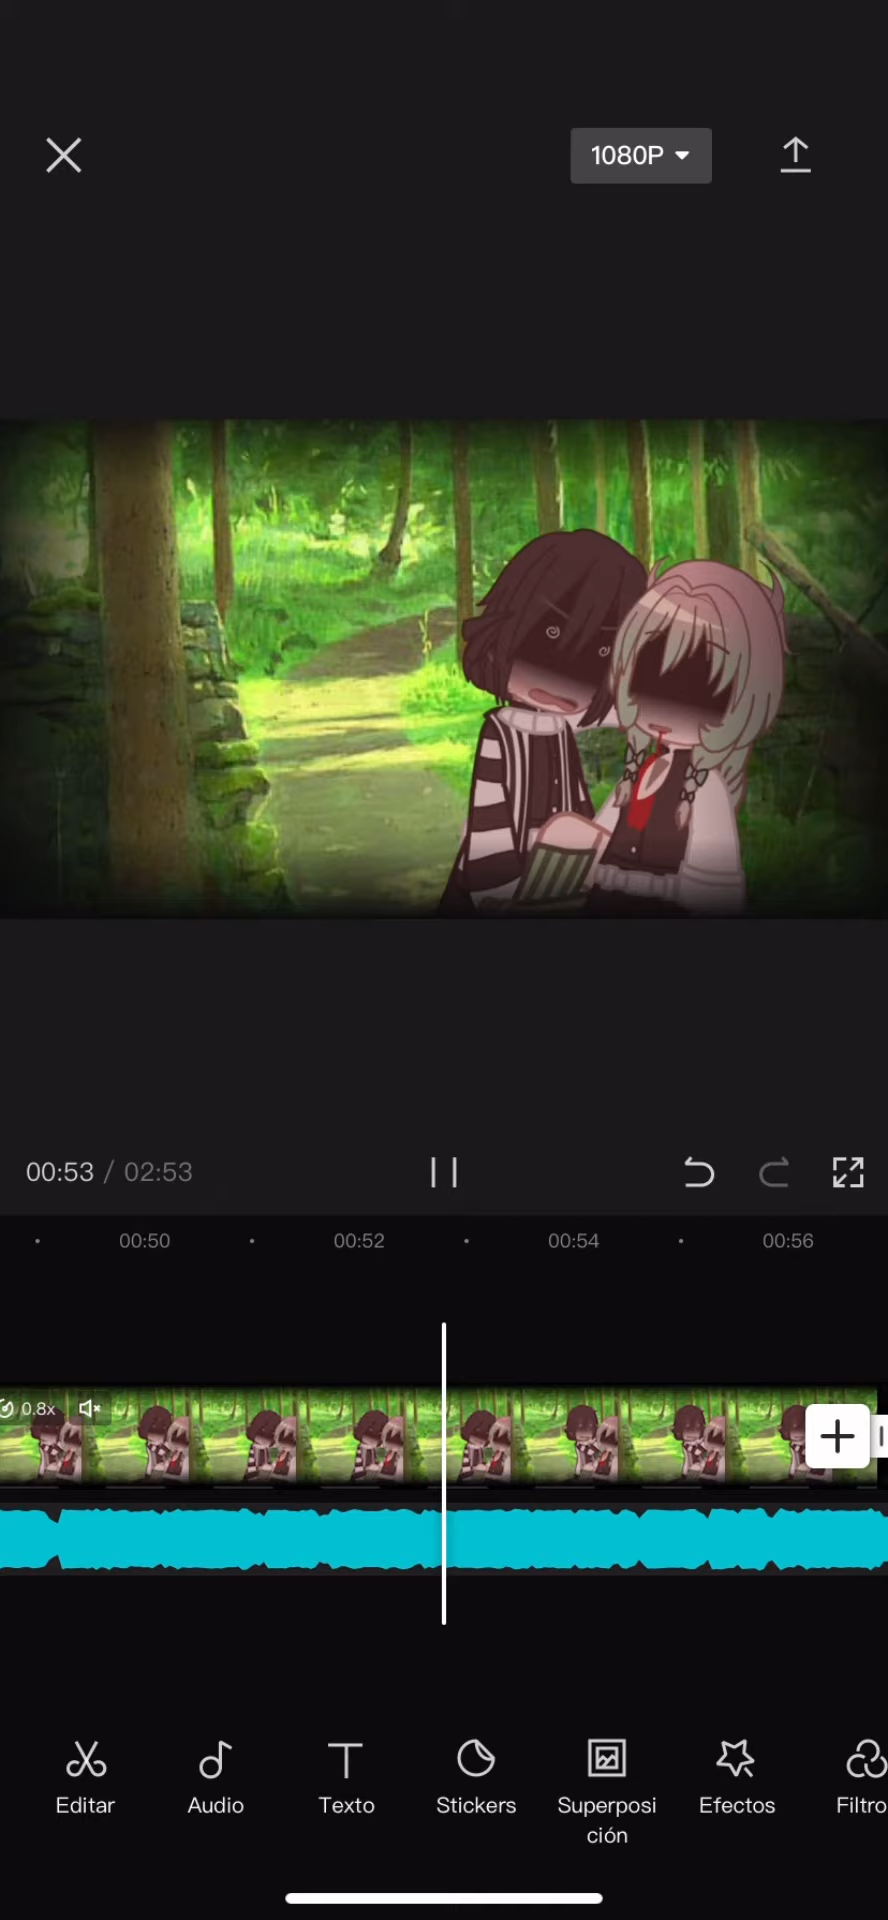 1080P
00:53 / 02:53
00:50 00:52 00:54 00:56
0.8x
Editar Audio Texto Stickers Superposi
ción Efectos Filtro